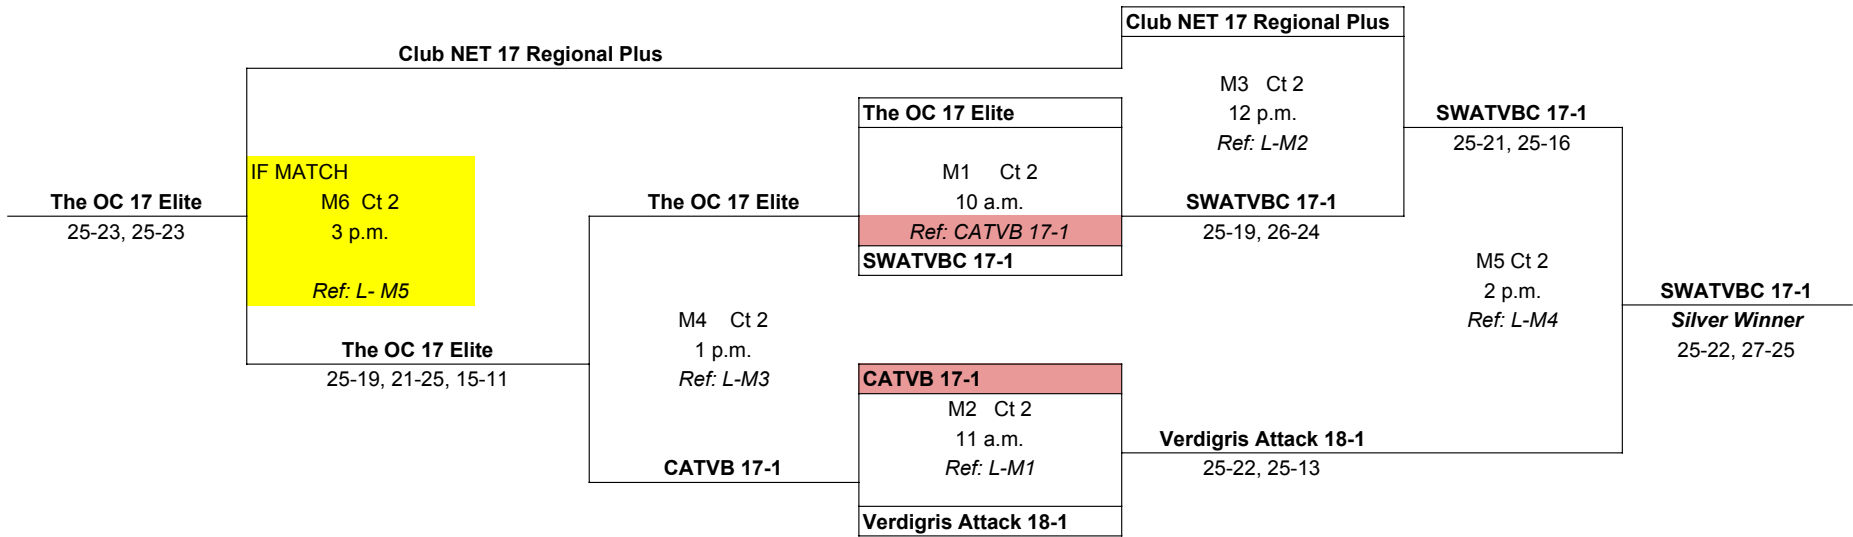 Club NET 17 Regional Plus
Club NET 17 Regional Plus
M3 Ct 2
12 p.m.
Ref: L-M2
The OC 17 Elite
M1 Ct 2
10 a.m.
Ref: CATVB 17-1
SWATVBC 17-1
SWATVBC 17-1
25-21, 25-16
IF MATCH
M6 Ct 2
3 p.m.
Ref: L- M5
The OC 17 Elite
25-23, 25-23
The OC 17 Elite
SWATVBC 17-1
25-19, 26-24
M5 Ct 2
2 p.m.
Ref: L-M4
SWATVBC 17-1
Silver Winner
25-22, 27-25
M4 Ct 2
1 p.m.
Ref: L-M3
The OC 17 Elite
25-19, 21-25, 15-11
CATVB 17-1
M2 Ct 2
11 a.m.
Ref: L-M1
Verdigris Attack 18-1
Verdigris Attack 18-1
25-22, 25-13
CATVB 17-1